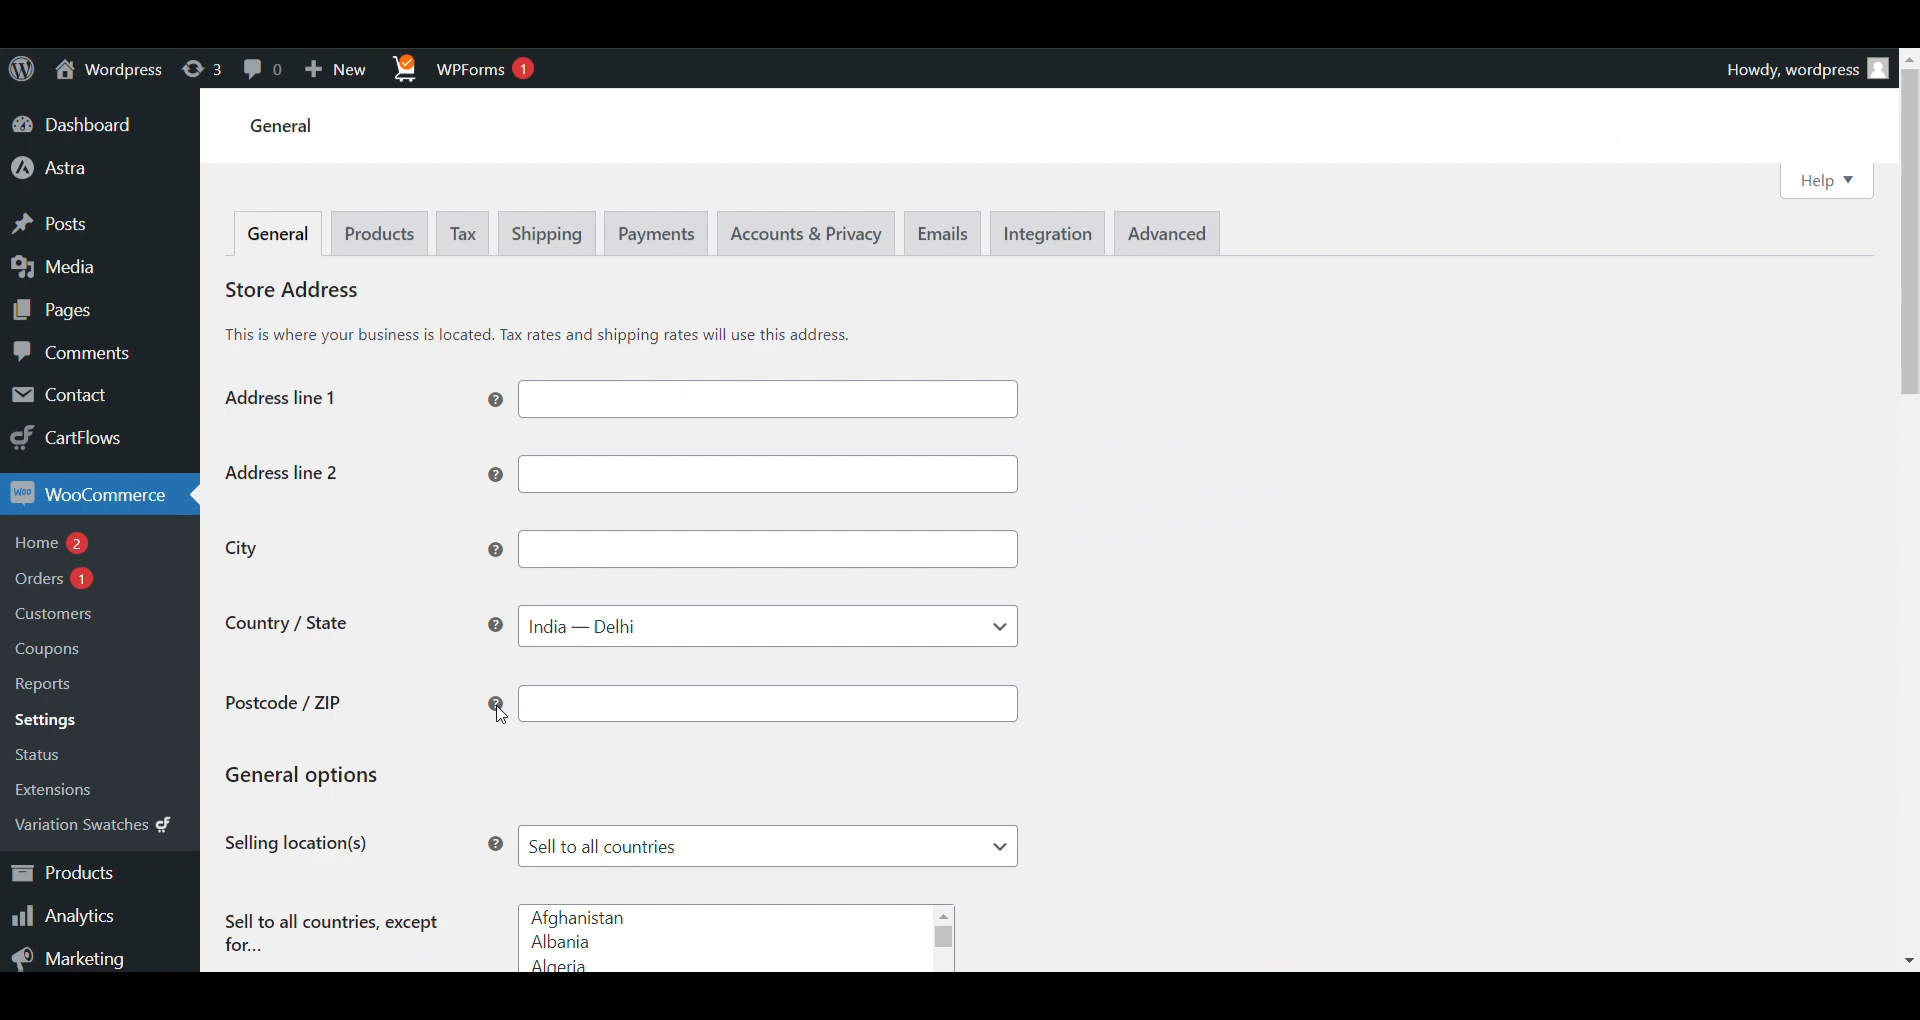 Wordpress 3 0 New WPForms 1 Howdy, wordpress
Dashboard
Astra
Posts
Media
Pages
Comments
Contact
CartFlows
Woo WooCommerce
Home 2
Orders 1
Customers
Coupons
Reports
Settings
Status
Extensions
Variation Swatches
Products
Analytics
Marketing
General
Help
General Products Tax Shipping Payments Accounts & Privacy Emails Integration Advanced
Store Address
This is where your business is located. Tax rates and shipping rates will use this address.
Address line 1
Address line 2
City
Country / State India — Delhi
Postcode / ZIP
General options
Selling location(s) Sell to all countries
Sell to all countries, except
for...
Afghanistan
Albania
Algeria